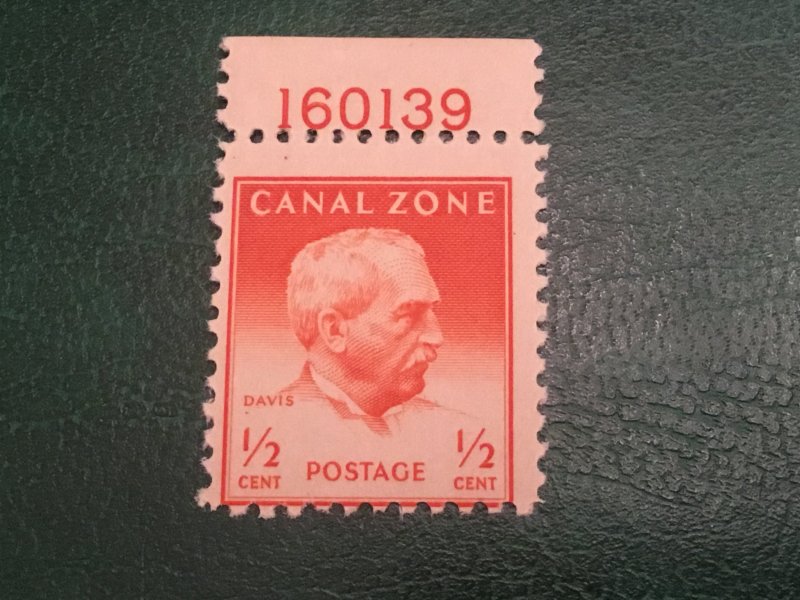 160139
CANAL ZONE
DAVIS
1/2 1/2
CENT POSTAGE CENT